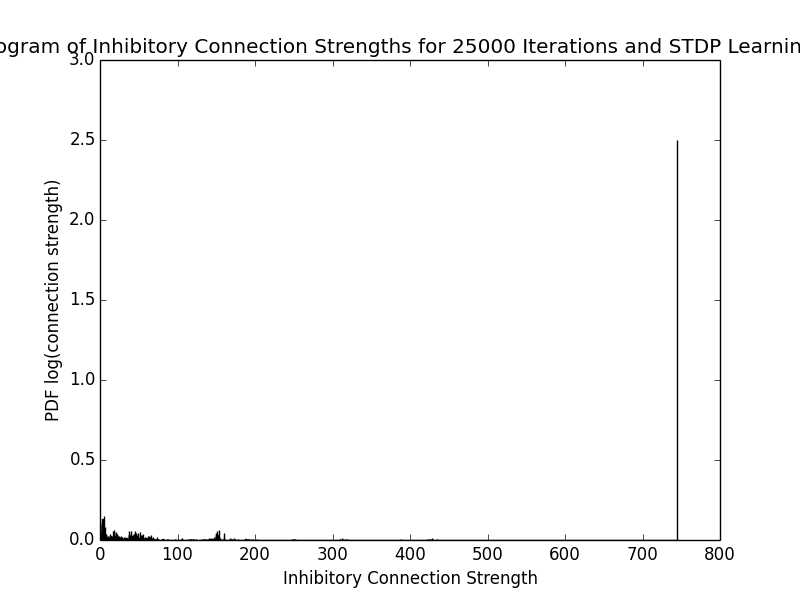 ogram of Inhibitory Connection Strengths for 25000 Iterations and STDP Learnin
3.0
2.5
2.0
1.5
1.0
0.5
0.0
PDF log(connection strength)
0 100 200 300 400 500 600 700 800
Inhibitory Connection Strength